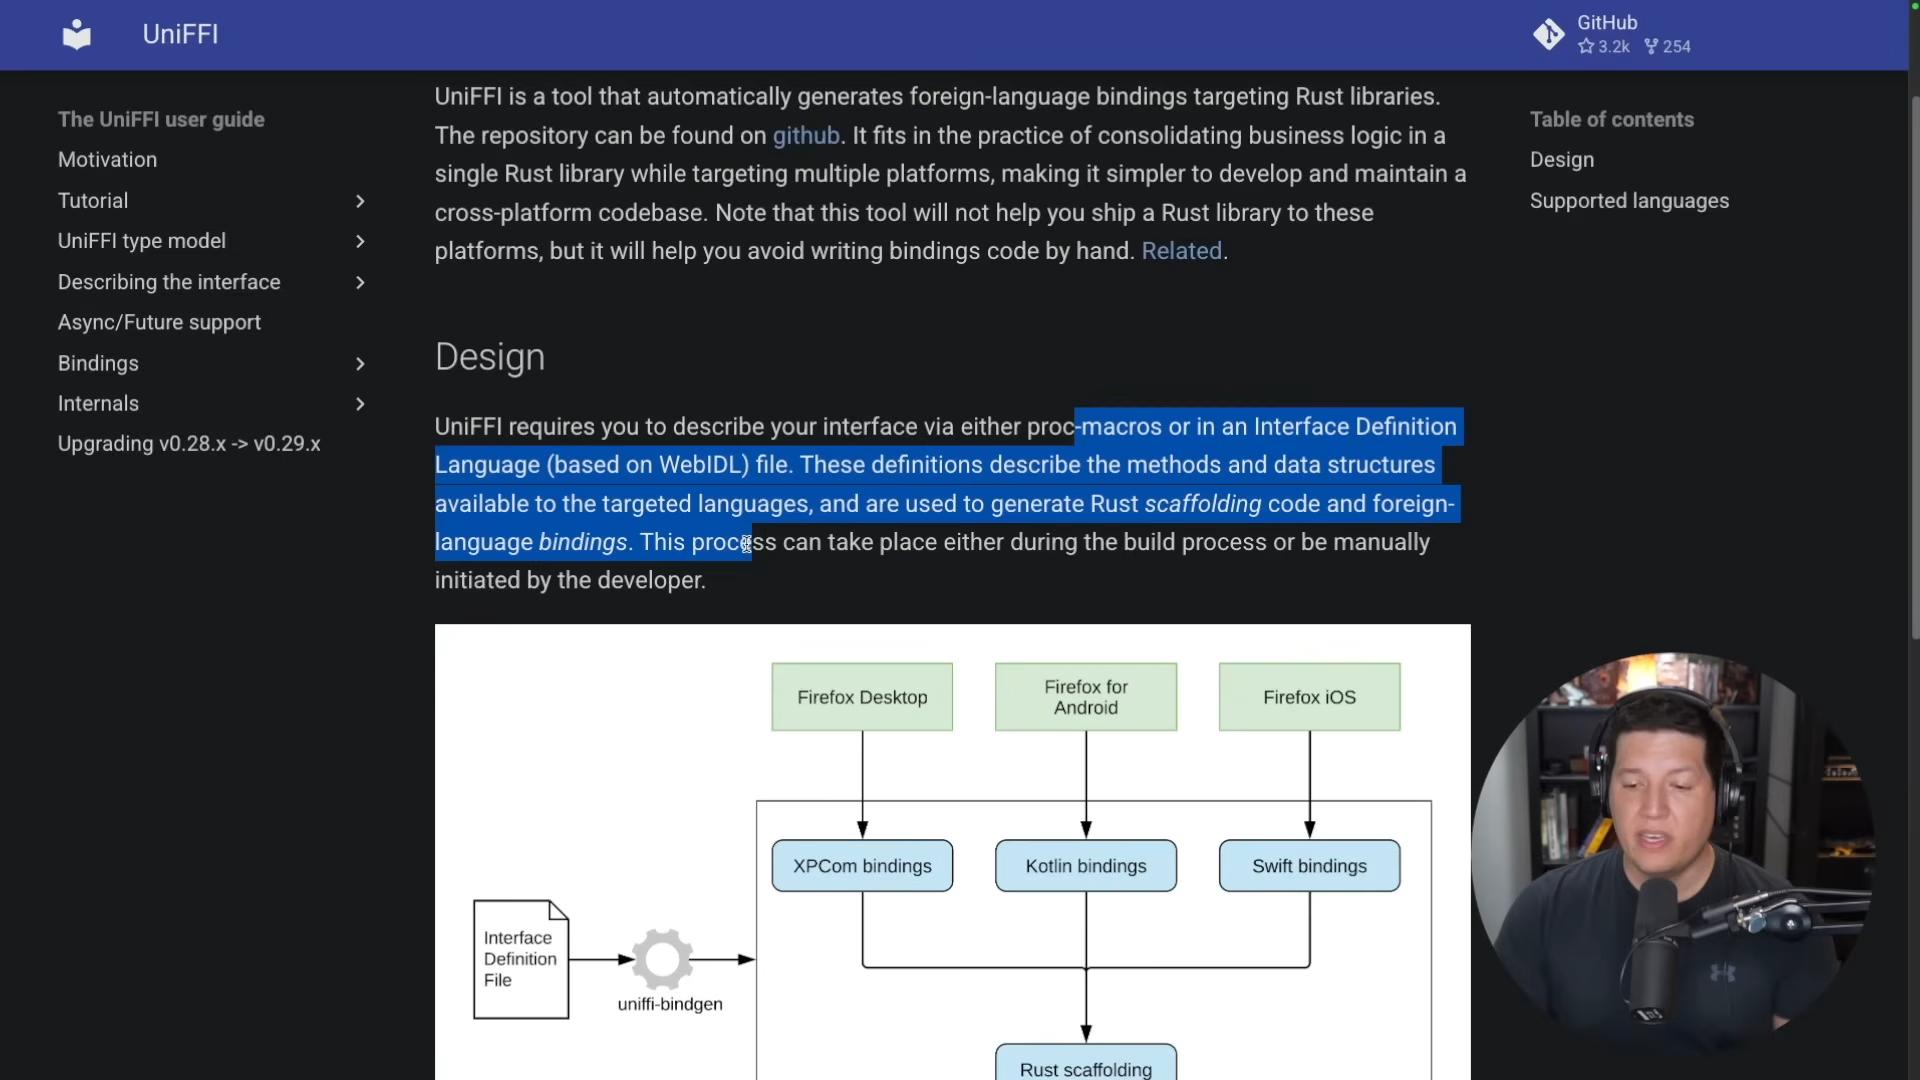 UniFFI
GitHub
3.2k 254
The UniFFI user guide
Motivation
Tutorial
UniFFI type model
Describing the interface
Async/Future support
Bindings
Internals
Upgrading v0.28.x -> v0.29.x
UniFFI is a tool that automatically generates foreign-language bindings targeting Rust libraries.
The repository can be found on github. It fits in the practice of consolidating business logic in a
single Rust library while targeting multiple platforms, making it simpler to develop and maintain a
cross-platform codebase. Note that this tool will not help you ship a Rust library to these
platforms, but it will help you avoid writing bindings code by hand. Related.
Design
UniFFI requires you to describe your interface via either proc-macros or in an Interface Definition
Language (based on WebIDL) file. These definitions describe the methods and data structures
available to the targeted languages, and are used to generate Rust scaffolding code and foreign-
language bindings. This process can take place either during the build process or be manually
initiated by the developer.
Firefox Desktop
Firefox for
Android
Firefox iOS
XPCom bindings
Kotlin bindings
Swift bindings
Interface
Definition
File
uniffi-bindgen
Rust scaffolding
Table of contents
Design
Supported languages